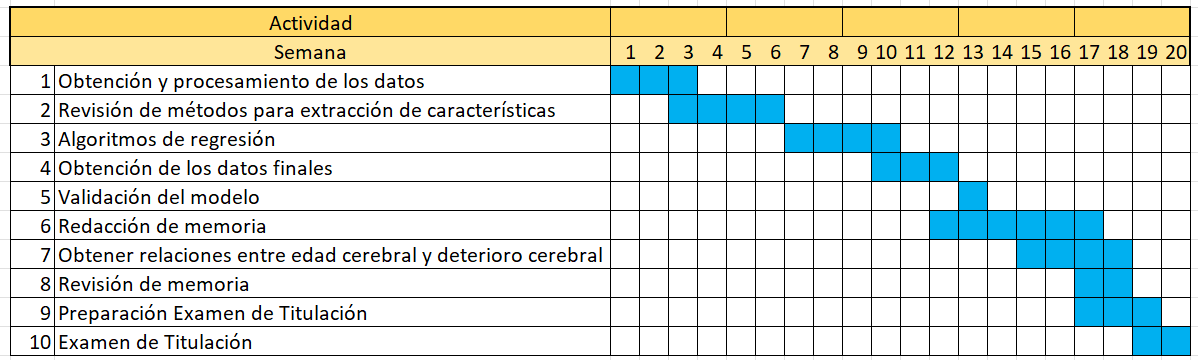 Actividad
Semana 1 2 3 4 5 6 7 8 9 10 11 12 13 14 15 16 17 18 19 20
1 Obtención y procesamiento de los datos
2 Revisión de métodos para extracción de características
3 Algoritmos de regresión
4 Obtención de los datos finales
5 Validación del modelo
6 Redacción de memoria
7 Obtener relaciones entre edad cerebral y deterioro cerebral
8 Revisión de memoria
9 Preparación Examen de Titulación
10 Examen de Titulación